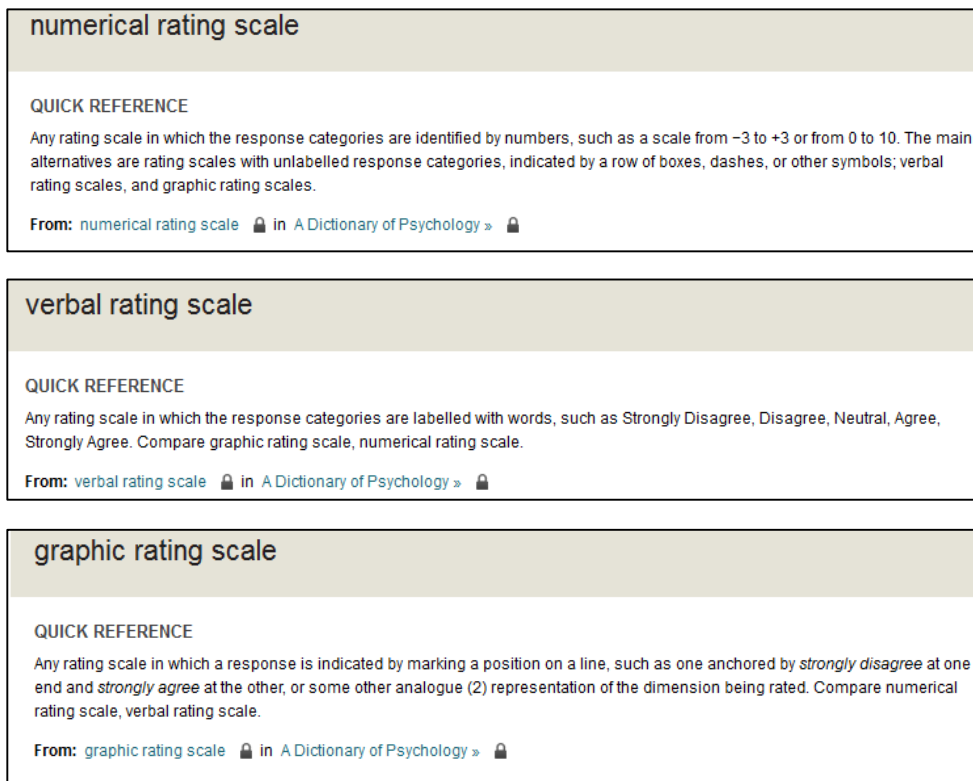 numerical rating scale
QUICK REFERENCE
Any rating scale in which the response categories are identified by numbers, such as a scale from −3 to +3 or from 0 to 10. The main
alternatives are rating scales with unlabelled response categories, indicated by a row of boxes, dashes, or other symbols; verbal
rating scales, and graphic rating scales.
From: numerical rating scale in A Dictionary of Psychology »
verbal rating scale
QUICK REFERENCE
Any rating scale in which the response categories are labelled with words, such as Strongly Disagree, Disagree, Neutral, Agree,
Strongly Agree. Compare graphic rating scale, numerical rating scale.
From: verbal rating scale in A Dictionary of Psychology »
graphic rating scale
QUICK REFERENCE
Any rating scale in which a response is indicated by marking a position on a line, such as one anchored by strongly disagree at one
end and strongly agree at the other, or some other analogue (2) representation of the dimension being rated. Compare numerical
rating scale, verbal rating scale.
From: graphic rating scale in A Dictionary of Psychology »